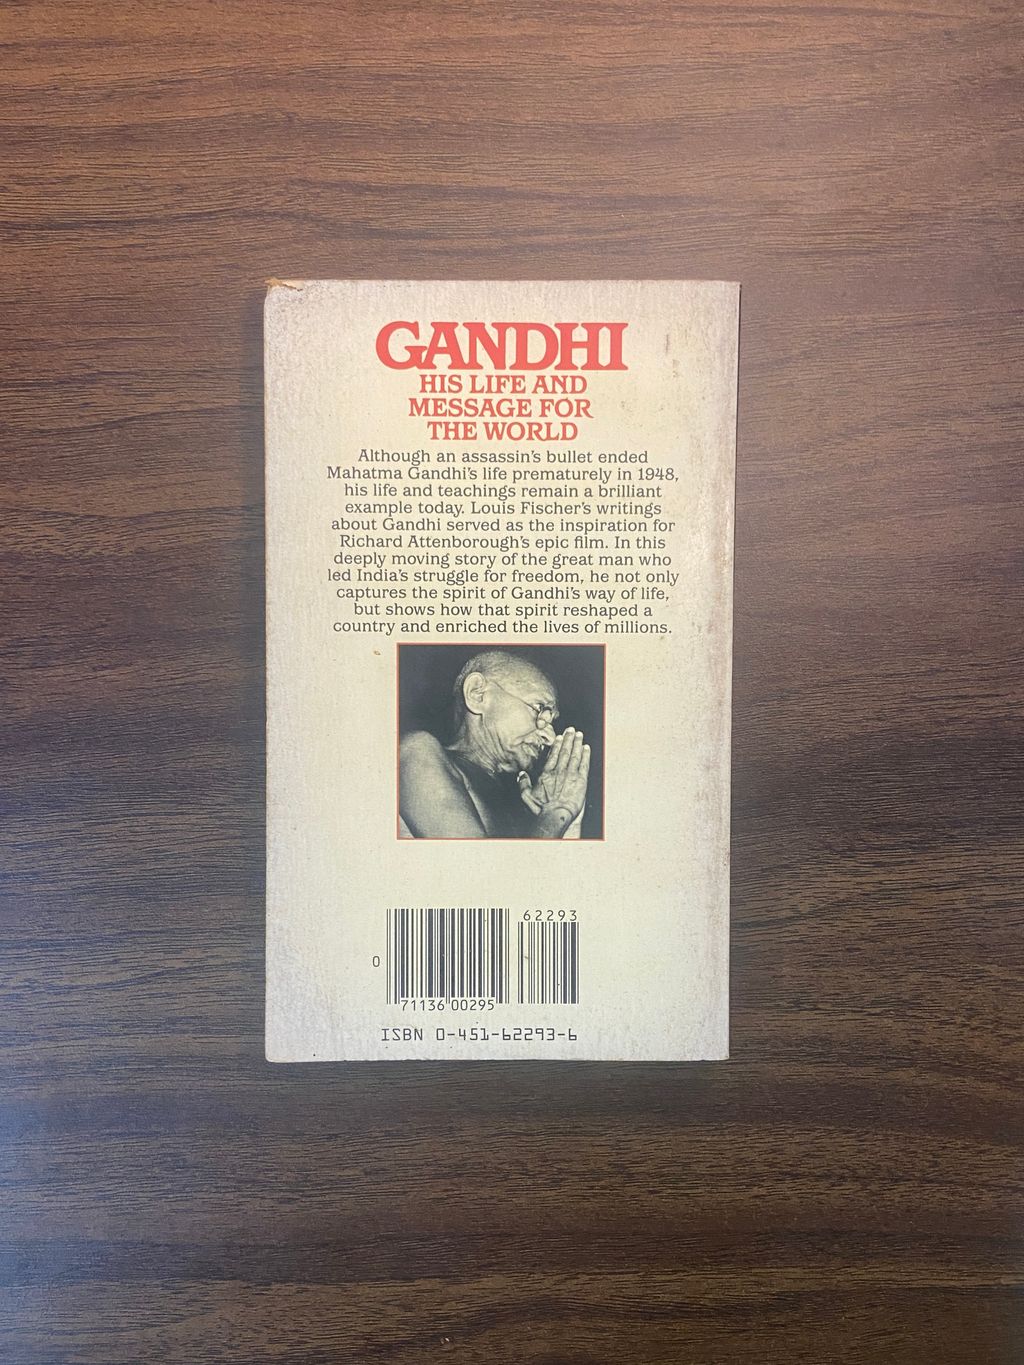 GANDHI
HIS LIFE AND
MESSAGE FOR
THE WORLD
Although an assassin's bullet ended
Mahatma Gandhi's life prematurely in 1948,
his life and teachings remain a brilliant
example today. Louis Fischer's writings
about Gandhi served as the inspiration for
Richard Attenborough's epic film. In this
deeply moving story of the great man who
led India's struggle for freedom, he not only
captures the spirit of Gandhi's way of life,
but shows how that spirit reshaped a
country and enriched the lives of millions.
62293
0
71136 00295
ISBN 0-451-62293-6